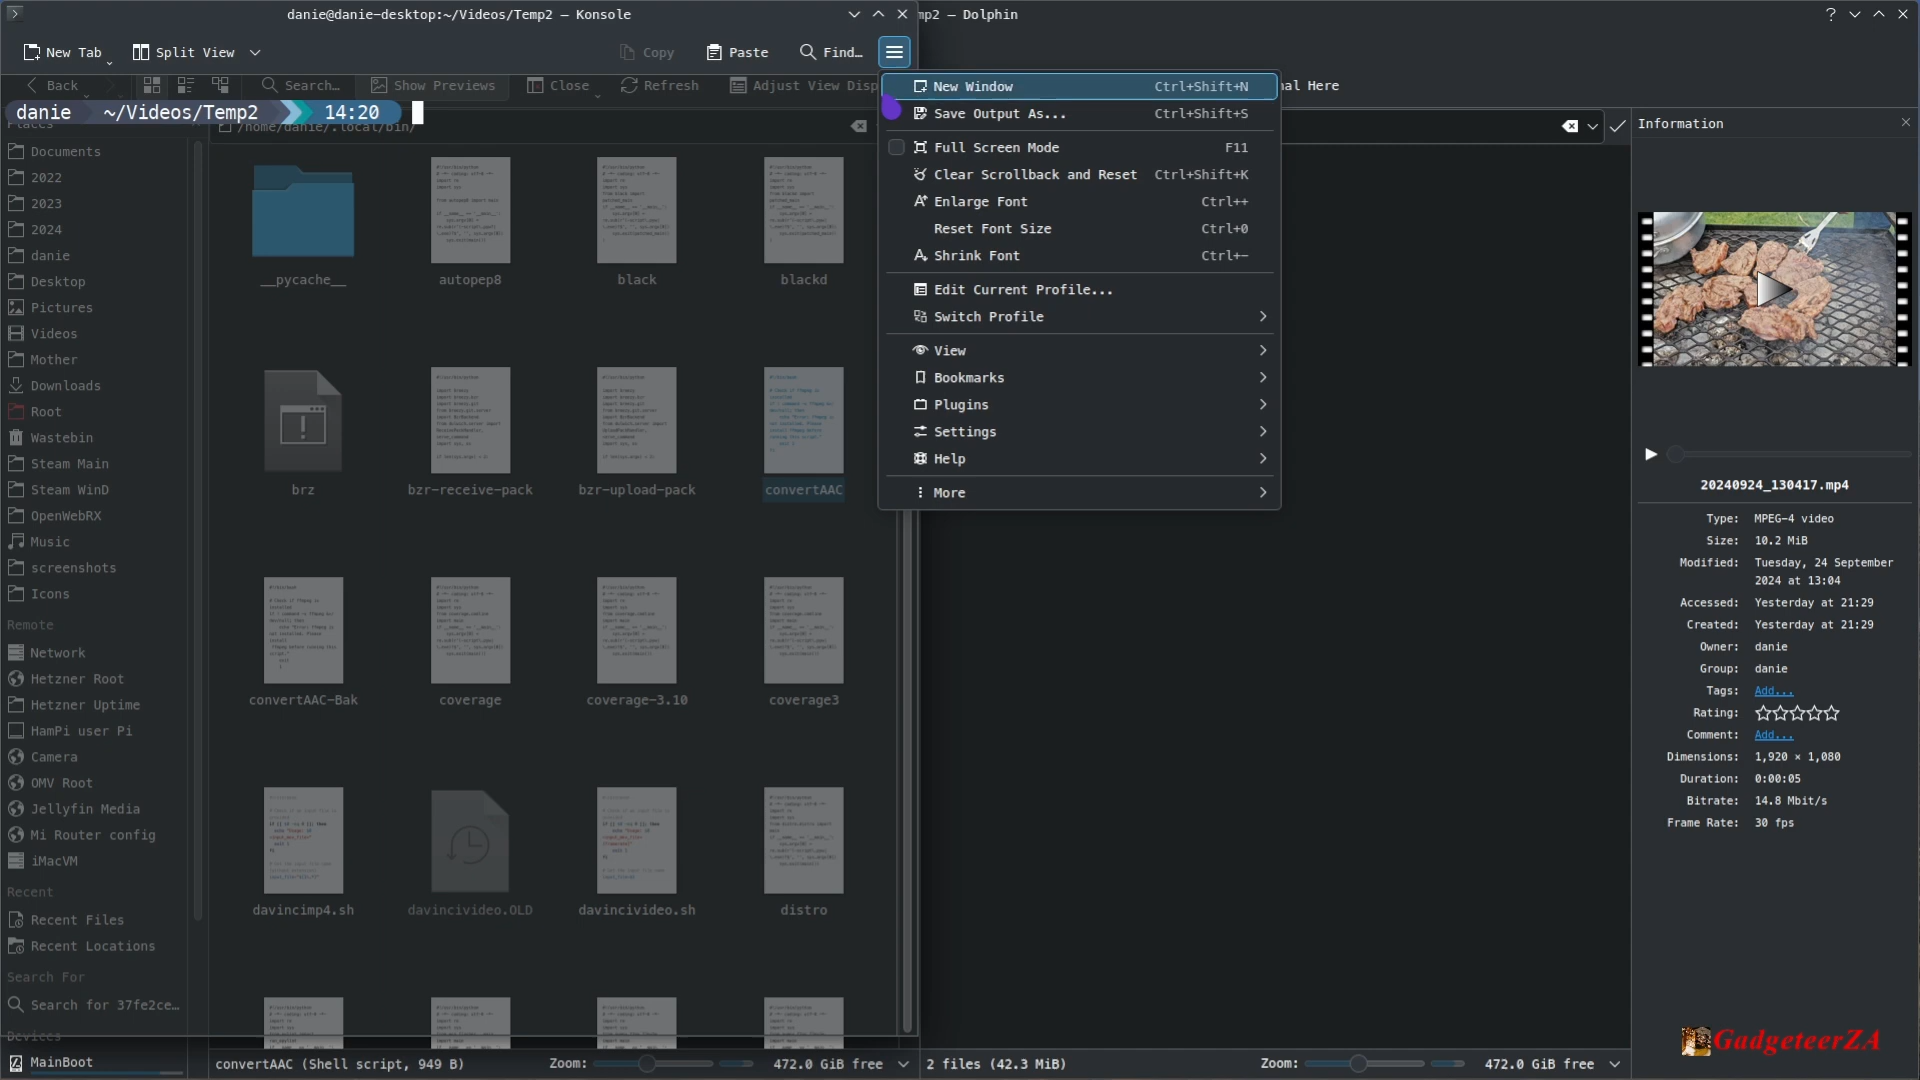 danie@danie-desktop:~/Videos/Temp2 — Konsole
mp2 — Dolphin
New Tab
Split View
Copy
Paste
Find…
Back
Search…
Show Previews
Close
Refresh
Adjust View Disp
nal Here
danie ~/Videos/Temp2 14:20
/home/danie/.local/bin/
Places
Documents
2022
2023
2024
danie
Desktop
Pictures
Videos
Mother
Downloads
Root
Wastebin
Steam Main
Steam WinD
OpenWebRX
Music
screenshots
Icons
Remote
Network
Hetzner Root
Hetzner Uptime
HamPi user Pi
Camera
OMV Root
Jellyfin Media
Mi Router config
iMacVM
Recent
Recent Files
Recent Locations
Search For
Search for 37fe2ce…
Devices
MainBoot
__pycache__
autopep8
black
blackd
brz
bzr-receive-pack
bzr-upload-pack
convertAAC
convertAAC-Bak
coverage
coverage-3.10
coverage3
davincimp4.sh
davincivideo.OLD
davincivideo.sh
distro
New Window Ctrl+Shift+N
Save Output As... Ctrl+Shift+S
Full Screen Mode F11
Clear Scrollback and Reset Ctrl+Shift+K
Enlarge Font Ctrl++
Reset Font Size Ctrl+0
Shrink Font Ctrl+-
Edit Current Profile...
Switch Profile
View
Bookmarks
Plugins
Settings
Help
More
Information
20240924_130417.mp4
Type: MPEG-4 video
Size: 10.2 MiB
Modified: Tuesday, 24 September
2024 at 13:04
Accessed: Yesterday at 21:29
Created: Yesterday at 21:29
Owner: danie
Group: danie
Tags: Add...
Rating:
Comment: Add...
Dimensions: 1,920 × 1,080
Duration: 0:00:05
Bitrate: 14.8 Mbit/s
Frame Rate: 30 fps
GadgeteerZA
convertAAC (Shell script, 949 B)
Zoom:
472.0 GiB free
2 files (42.3 MiB)
Zoom:
472.0 GiB free